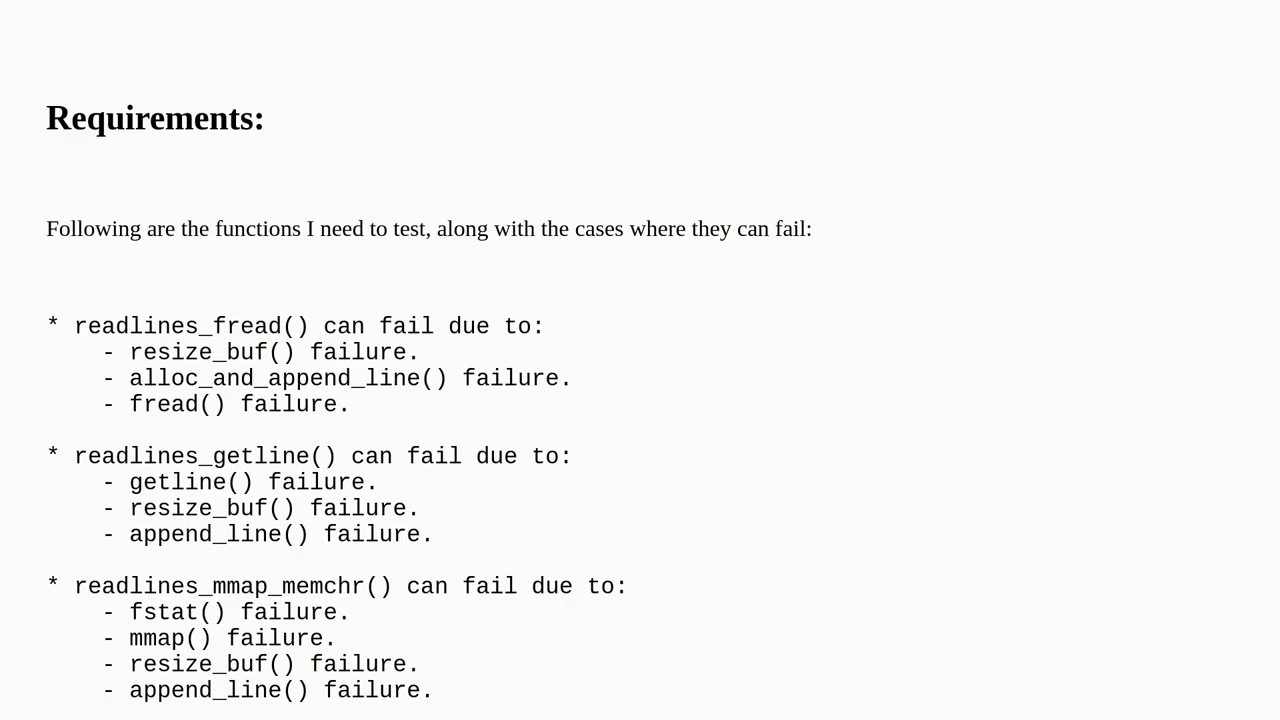 Requirements:
Following are the functions I need to test, along with the cases where they can fail:
* readlines_fread() can fail due to:
    - resize_buf() failure.
    - alloc_and_append_line() failure.
    - fread() failure.
* readlines_getline() can fail due to:
    - getline() failure.
    - resize_buf() failure.
    - append_line() failure.
* readlines_mmap_memchr() can fail due to:
    - fstat() failure.
    - mmap() failure.
    - resize_buf() failure.
    - append_line() failure.